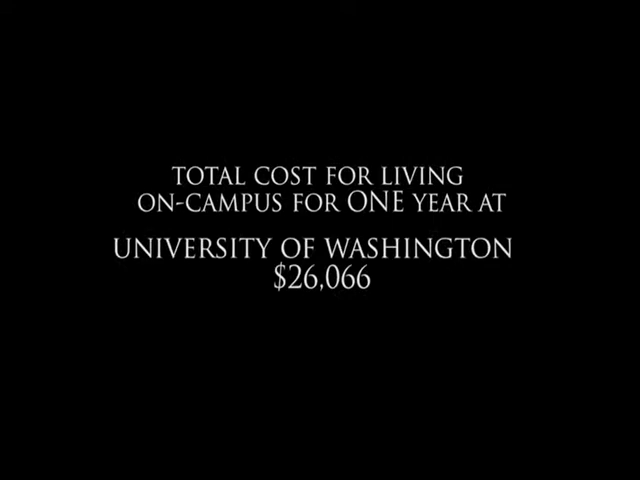 TOTAL COST FOR LIVING
ON-CAMPUS FOR ONE YEAR AT
UNIVERSITY OF WASHINGTON
$26,066